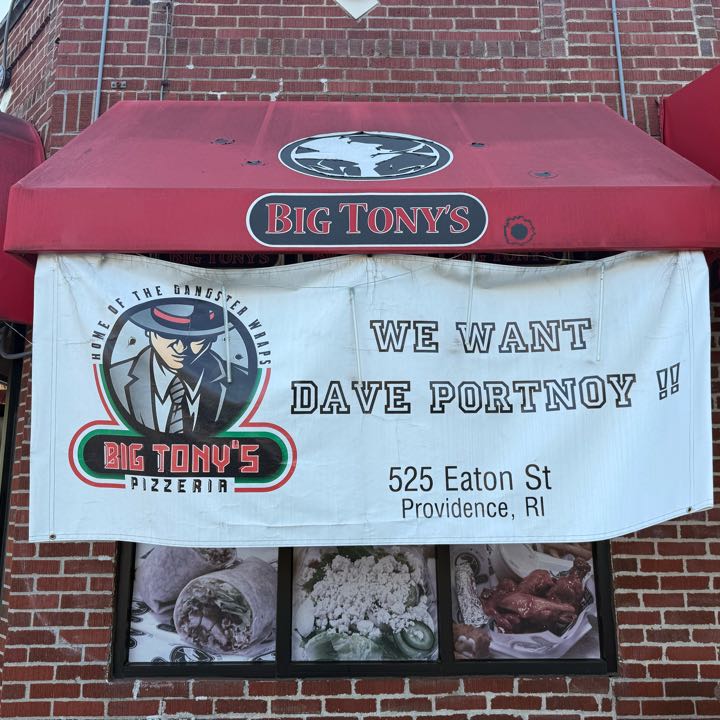 BIG TONY'S
HOME OF THE GANGSTER WRAPS
BIG TONY'S
PIZZERIA
WE WANT
DAVE PORTNOY !!
525 Eaton St
Providence, RI